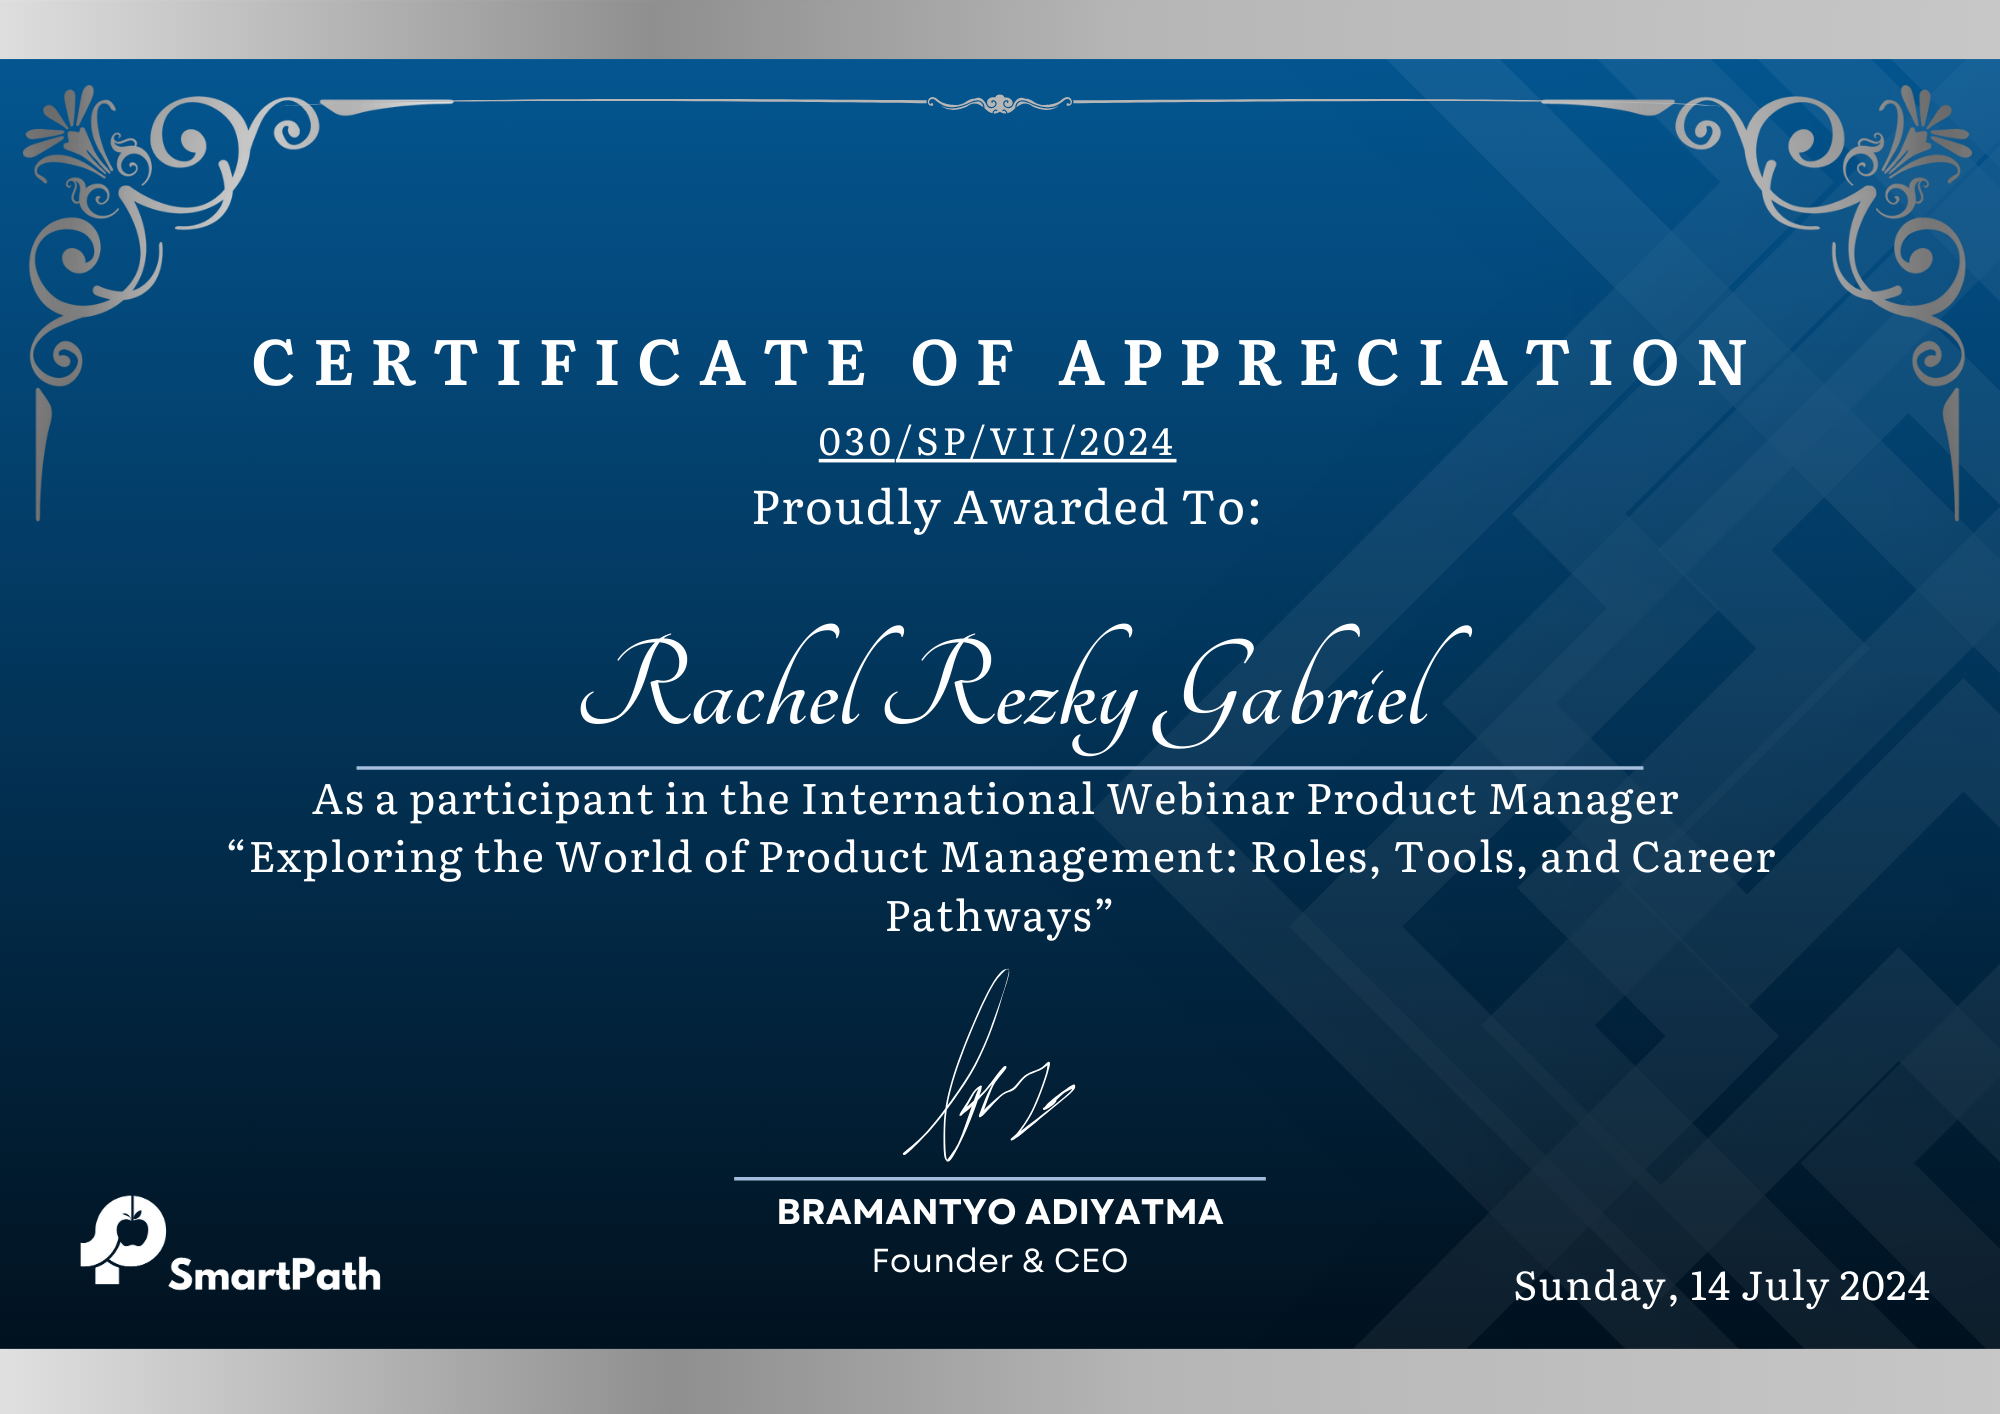 CERTIFICATE OF APPRECIATION
030/SP/VII/2024
Proudly Awarded To:
Rachel Rezky Gabriel
As a participant in the International Webinar Product Manager
“Exploring the World of Product Management: Roles, Tools, and Career
Pathways”
BRAMANTYO ADIYATMA
Founder & CEO
SmartPath
Sunday, 14 July 2024